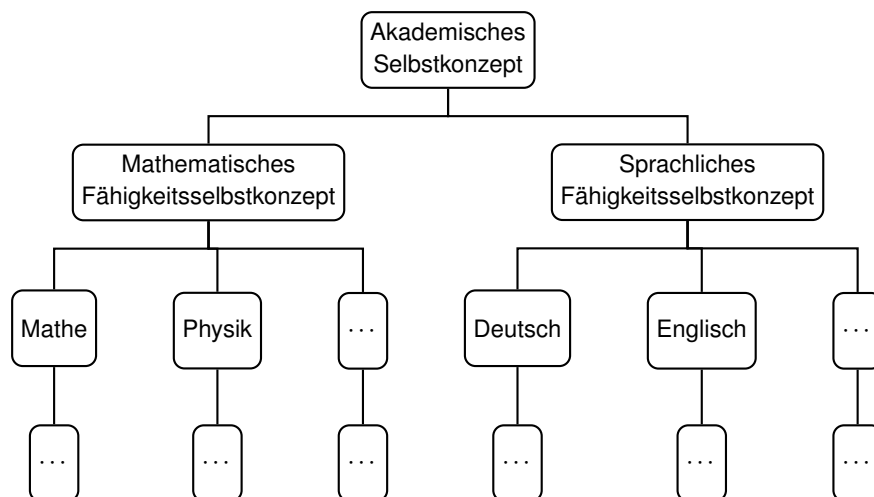 Akademisches
Selbstkonzept
Mathematisches
Fähigkeitsselbstkonzept
Sprachliches
Fähigkeitsselbstkonzept
Mathe
Physik
...
Deutsch
Englisch
...
...
...
...
...
...
...